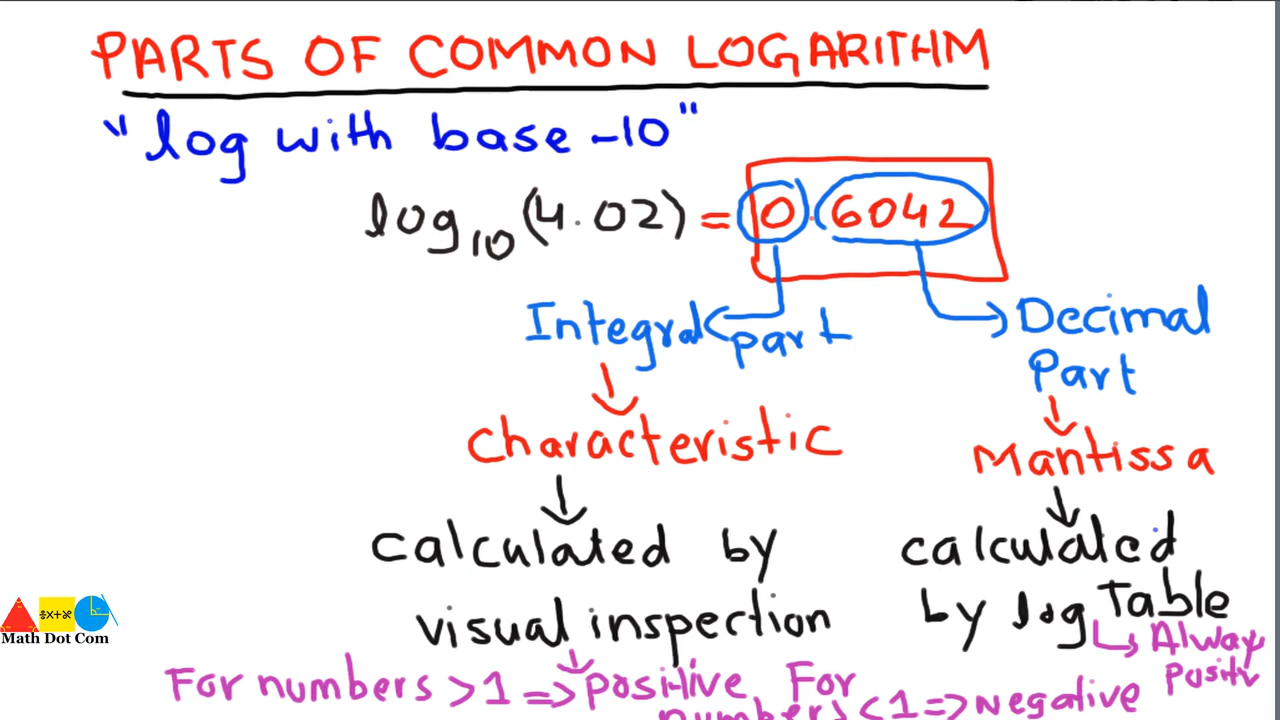 PARTS OF COMMON LOGARITHM
"log with base-10"
log10(4.02) = 0.6042
Integral part
Decimal Part
Characteristic
Mantissa
Calculated by visual inspection
calculated by log Table
Always Positiv
÷×+×
Math Dot Com
For numbers >1 => positive For numbers <1 => negative